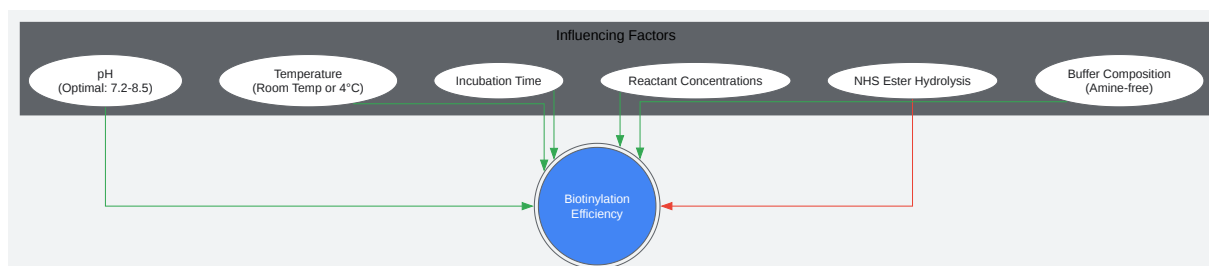 Influencing Factors
pH
(Optimal: 7.2-8.5)
Temperature
(Room Temp or 4°C)
Incubation Time
Reactant Concentrations
NHS Ester Hydrolysis
Buffer Composition
(Amine-free)
Biotinylation
Efficiency